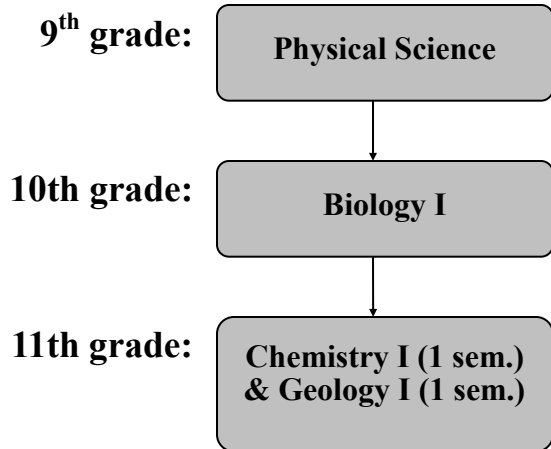 9th grade:
Physical Science
10th grade:
Biology I
11th grade:
Chemistry I (1 sem.)
& Geology I (1 sem.)